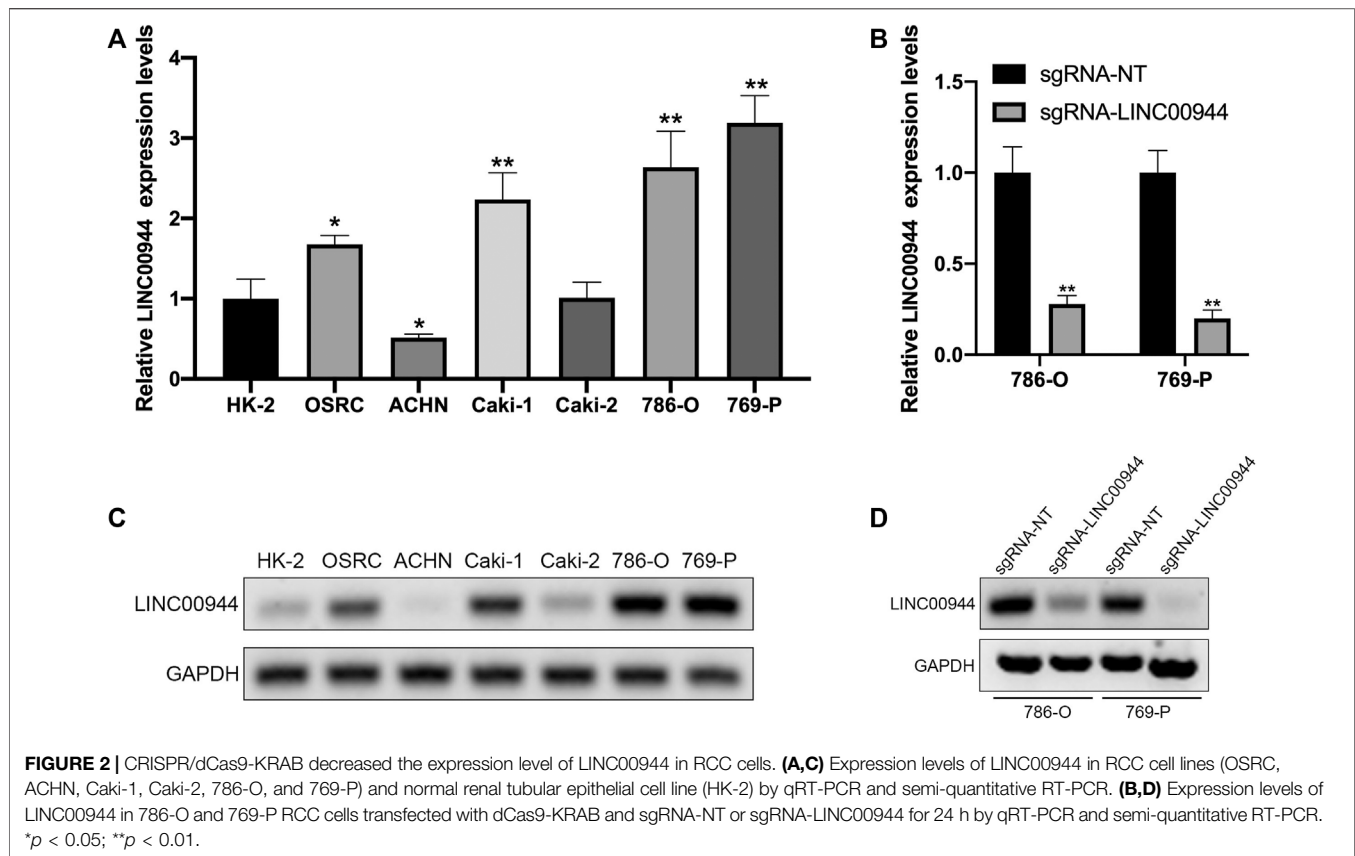 A
Relative LINC00944 expression levels
4
3
2
1
0
*
*
**
**
**
HK-2 OSRC ACHN Caki-1 Caki-2 786-O 769-P
B
Relative LINC00944 expression levels
sgRNA-NT
sgRNA-LINC00944
1.5
1.0
0.5
0.0
**
**
786-O 769-P
C
HK-2 OSRC ACHN Caki-1 Caki-2 786-O 769-P
LINC00944
GAPDH
D
sgRNA-NT
sgRNA-LINC00944
sgRNA-NT
sgRNA-LINC00944
LINC00944
GAPDH
786-O 769-P
FIGURE 2 | CRISPR/dCas9-KRAB decreased the expression level of LINC00944 in RCC cells. (A,C) Expression levels of LINC00944 in RCC cell lines (OSRC,
ACHN, Caki-1, Caki-2, 786-O, and 769-P) and normal renal tubular epithelial cell line (HK-2) by qRT-PCR and semi-quantitative RT-PCR. (B,D) Expression levels of
LINC00944 in 786-O and 769-P RCC cells transfected with dCas9-KRAB and sgRNA-NT or sgRNA-LINC00944 for 24 h by qRT-PCR and semi-quantitative RT-PCR.
*p < 0.05; **p < 0.01.